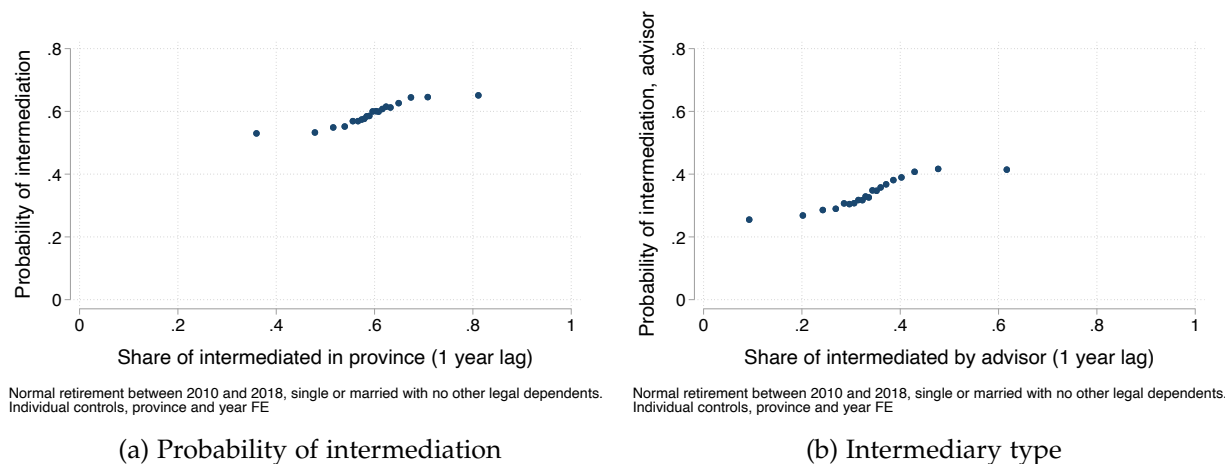 Probability of intermediation
.8
.6
.4
.2
0
0 .2 .4 .6 .8 1
Share of intermediated in province (1 year lag)
Normal retirement between 2010 and 2018, single or married with no other legal dependents.
Individual controls, province and year FE
(a) Probability of intermediation
Probability of intermediation, advisor
.8
.6
.4
.2
0
0 .2 .4 .6 .8 1
Share of intermediated by advisor (1 year lag)
Normal retirement between 2010 and 2018, single or married with no other legal dependents.
Individual controls, province and year FE
(b) Intermediary type